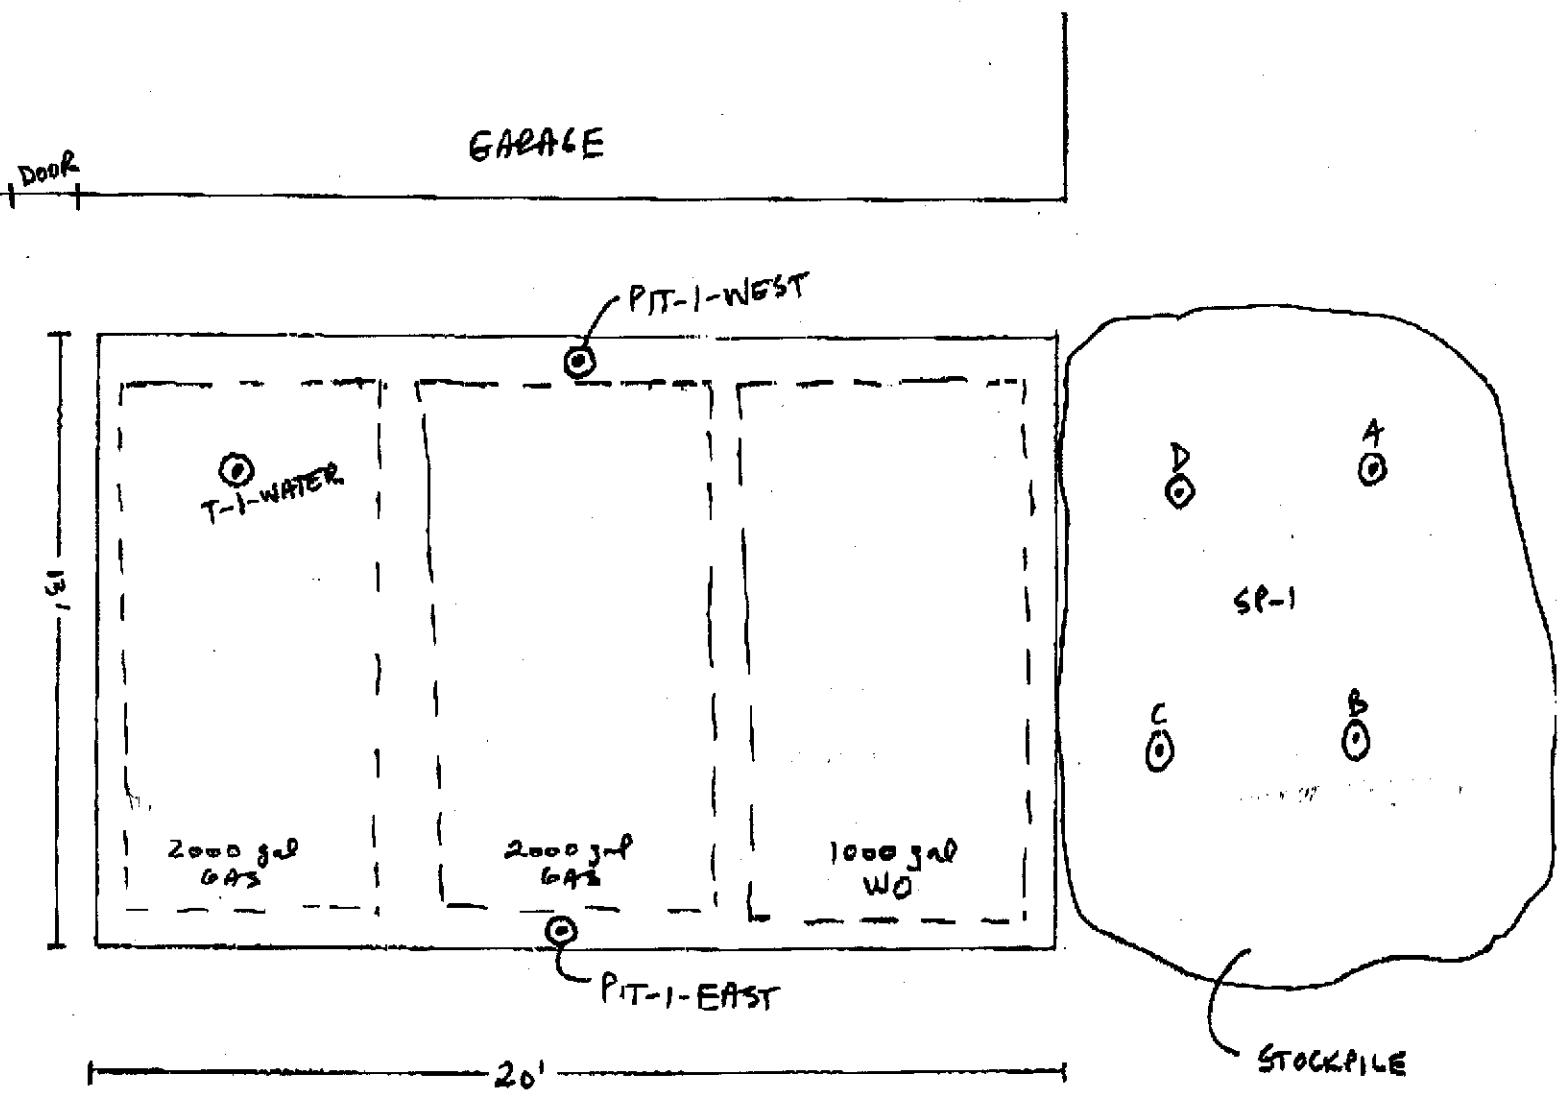 GARAGE
DOOR
PIT-1-WEST
T-1-WATER
D
A
13'
SP-1
C
B
2000 gal
GAS
2000 gal
GAS
1000 gal
WO
PIT-1-EAST
20'
STOCKPILE